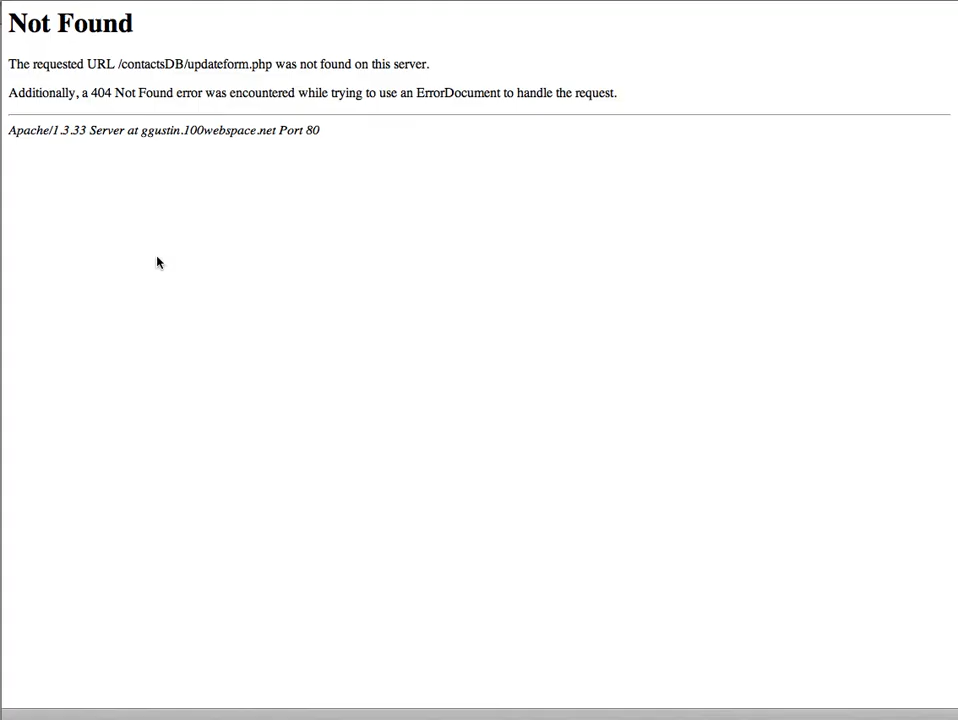 Not Found
The requested URL /contactsDB/updateform.php was not found on this server.
Additionally, a 404 Not Found error was encountered while trying to use an ErrorDocument to handle the request.
Apache/1.3.33 Server at ggustin.100webspace.net Port 80